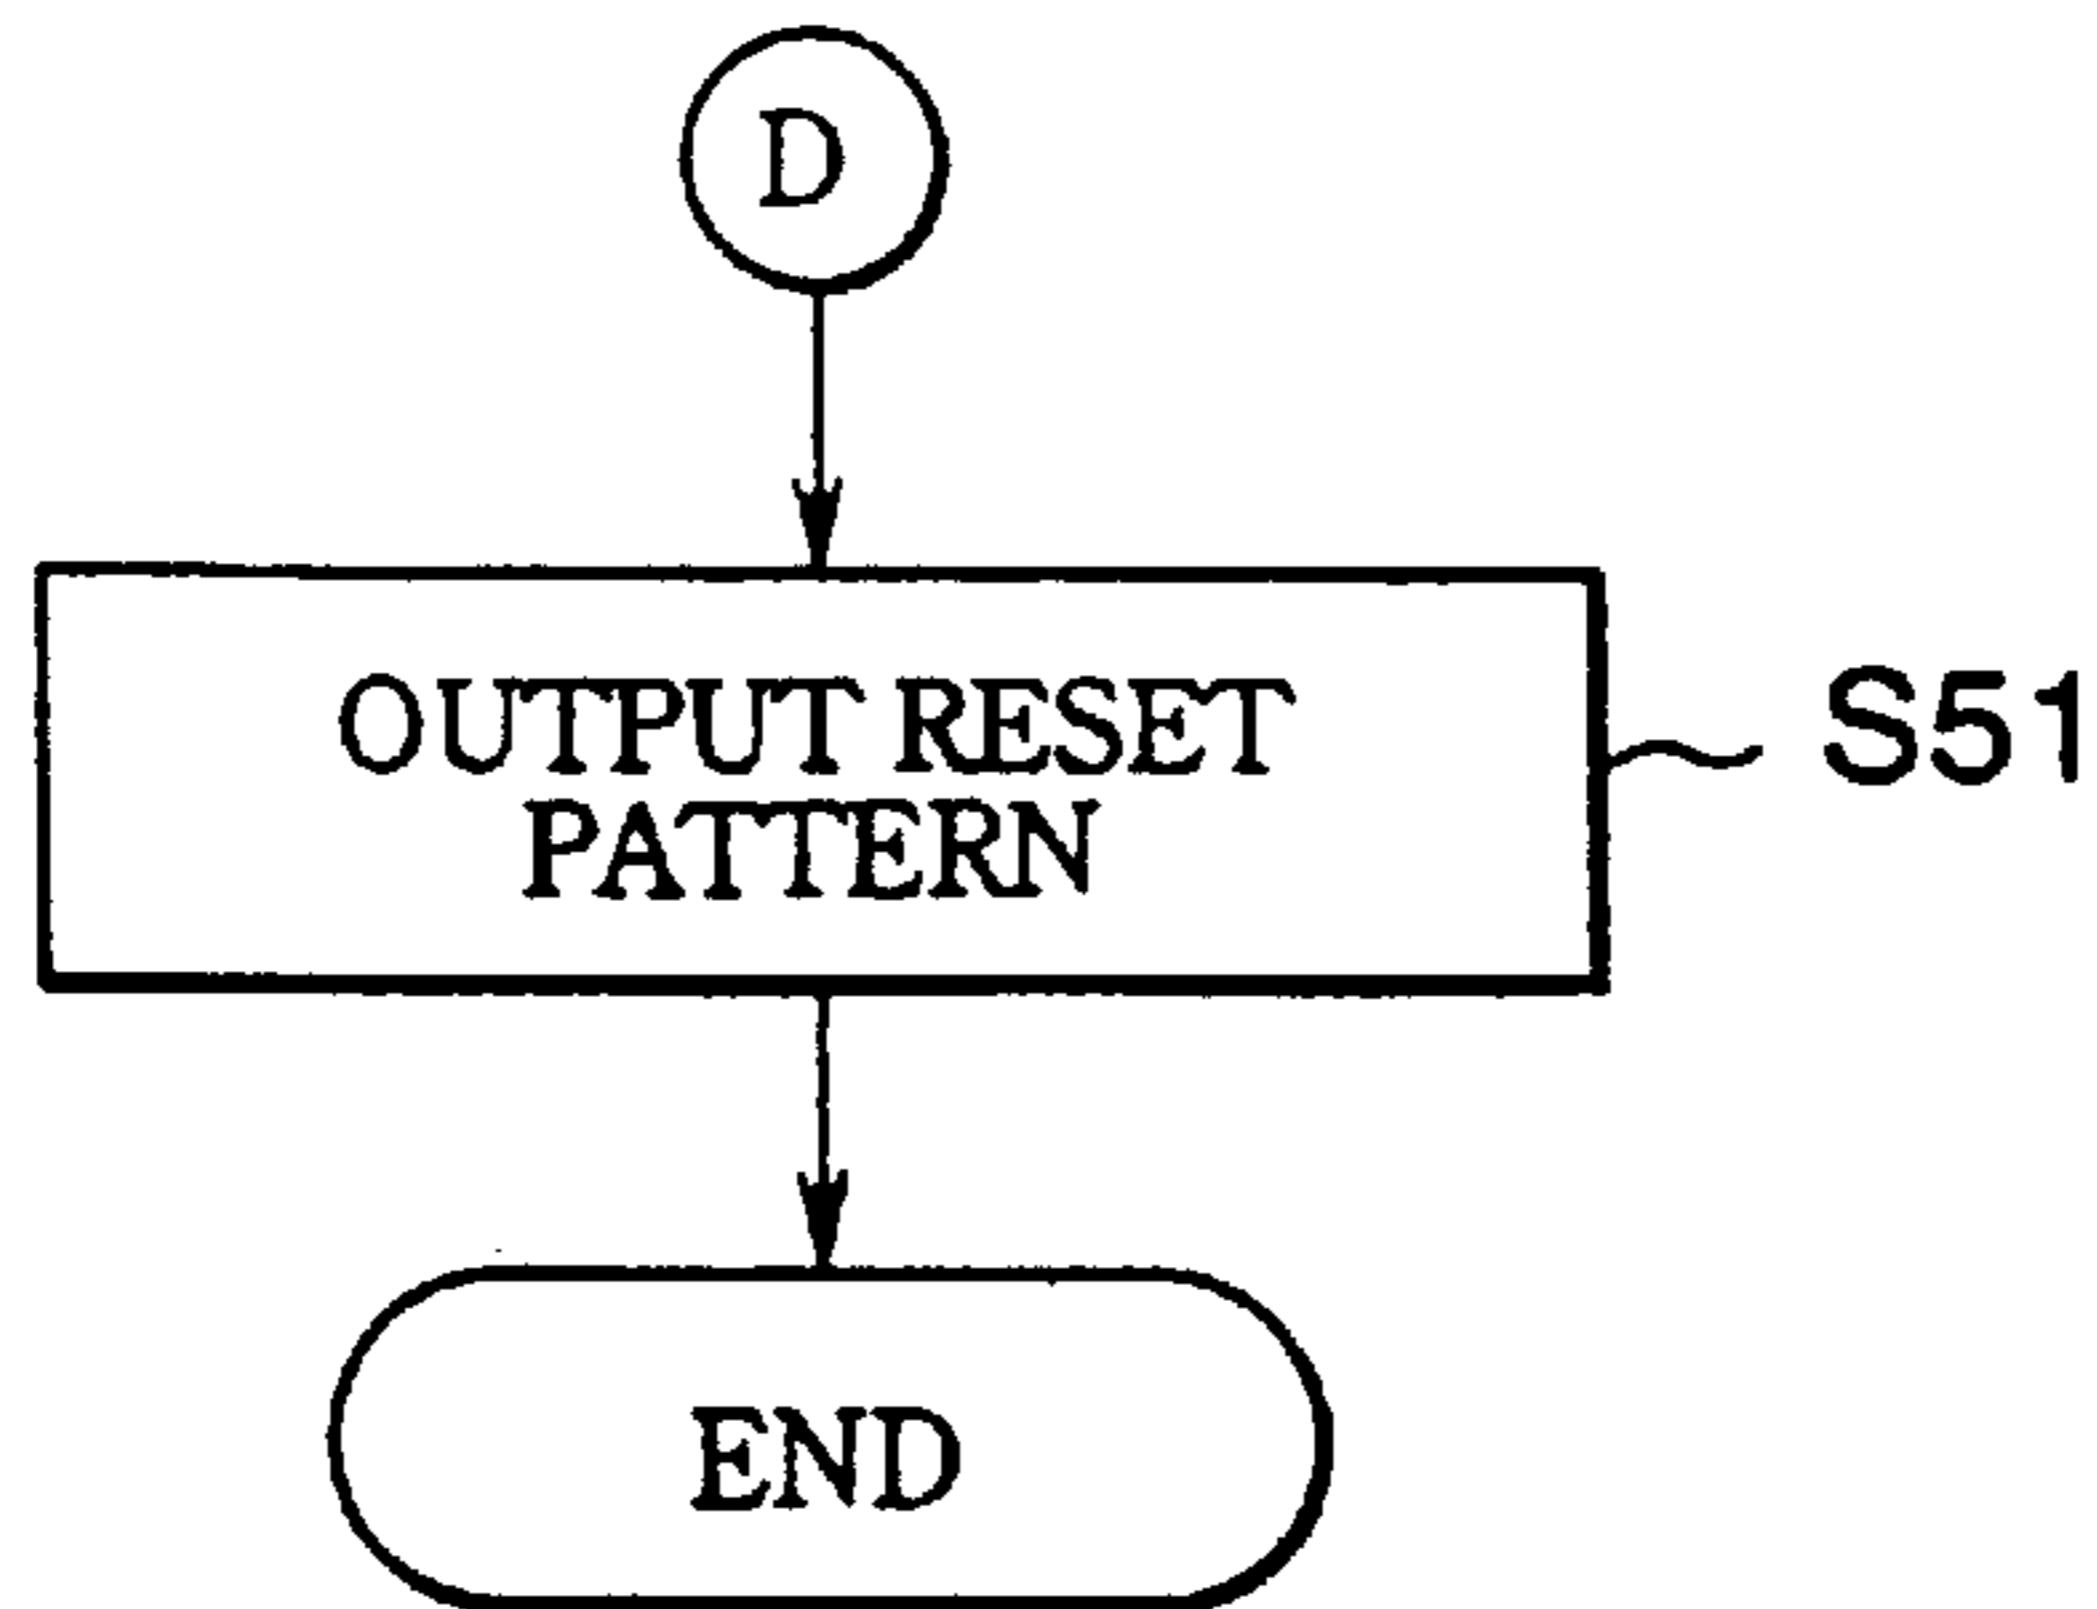 D
OUTPUT RESET
PATTERN
S51
END